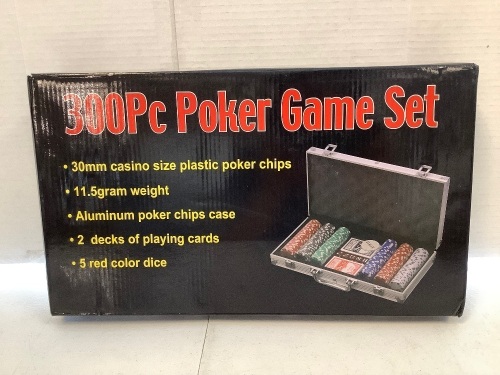 300Pc Poker Game Set
• 30mm casino size plastic poker chips
• 11.5gram weight
• Aluminum poker chips case
• 2 decks of playing cards
• 5 red color dice